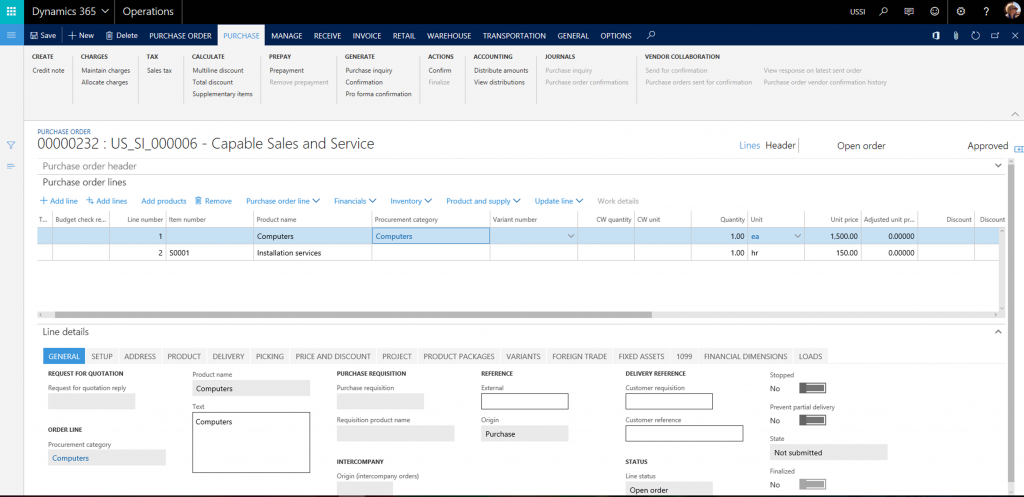 Dynamics 365 Operations USSI ?
Save + New Delete PURCHASE ORDER PURCHASE MANAGE RECEIVE INVOICE RETAIL WAREHOUSE TRANSPORTATION GENERAL OPTIONS
CREATE CHARGES TAX CALCULATE PREPAY GENERATE ACTIONS ACCOUNTING JOURNALS VENDOR COLLABORATION
Credit note Maintain charges Sales tax Multiline discount Prepayment Purchase inquiry Confirm Distribute amounts Purchase inquiry Send for confirmation View response on latest sent order
Allocate charges Total discount Remove prepayment Confirmation Finalize View distributions Purchase order confirmations Purchase orders sent for confirmation Purchase order vendor confirmation history
Supplementary items Pro forma confirmation
PURCHASE ORDER
00000232 : US_SI_000006 - Capable Sales and Service Lines Header Open order Approved
Purchase order header
Purchase order lines
+ Add line Add lines Add products Remove Purchase order line Financials Inventory Product and supply Update line Work details
T... Budget check re... Line number Item number Product name Procurement category Variant number CW quantity CW unit Quantity Unit Unit price Adjusted unit pr... Discount Discount
1 Computers Computers 1.00 ea 1,500.00 0.00000
2 S0001 Installation services 1.00 hr 150.00 0.00000
Line details
GENERAL SETUP ADDRESS PRODUCT DELIVERY PICKING PRICE AND DISCOUNT PROJECT PRODUCT PACKAGES VARIANTS FOREIGN TRADE FIXED ASSETS 1099 FINANCIAL DIMENSIONS LOADS
REQUEST FOR QUOTATION
Request for quotation reply
ORDER LINE
Procurement category
Computers
Product name
Computers
Text
Computers
PURCHASE REQUISITION
Purchase requisition
Requisition product name
INTERCOMPANY
Origin (intercompany orders)
REFERENCE
External
Origin
Purchase
DELIVERY REFERENCE
Customer requisition
Customer reference
STATUS
Line status
Open order
Stopped
No
Prevent partial delivery
No
State
Not submitted
Finalized
No